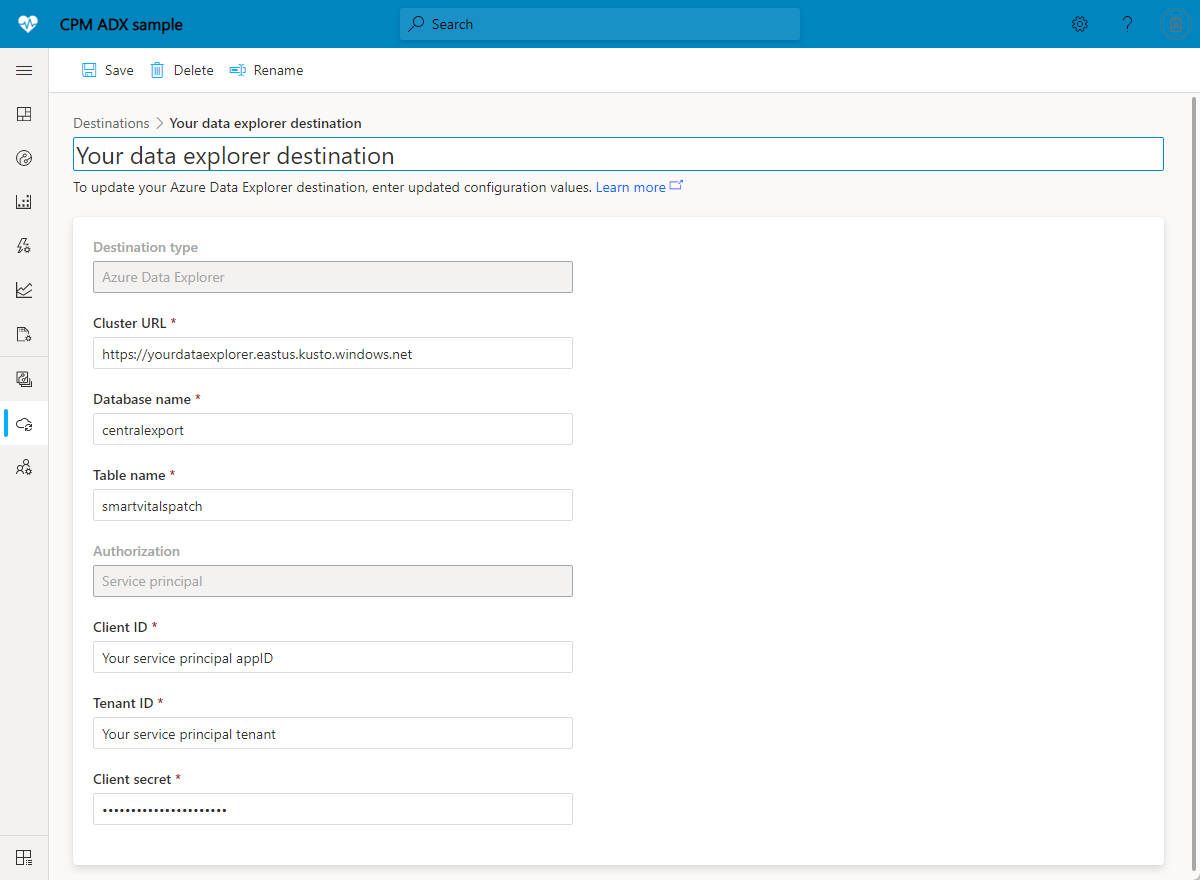 CPM ADX sample
Search
?
Save
Delete
Rename
Destinations > Your data explorer destination
Your data explorer destination
To update your Azure Data Explorer destination, enter updated configuration values. Learn more
Destination type
Azure Data Explorer
Cluster URL *
https://yourdataexplorer.eastus.kusto.windows.net
Database name *
centralexport
Table name *
smartvitalspatch
Authorization
Service principal
Client ID *
Your service principal appID
Tenant ID *
Your service principal tenant
Client secret *
••••••••••••••••••••••